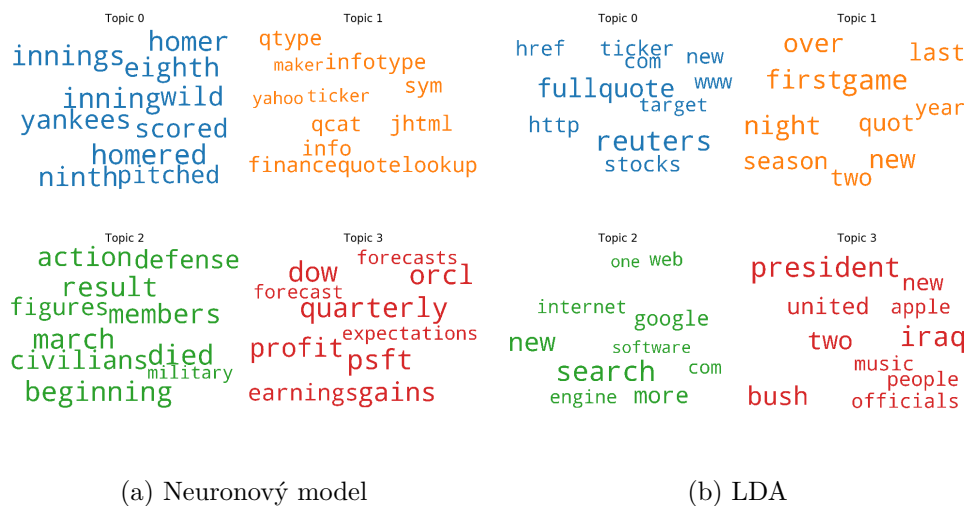 Topic 0
homer
innings
eighth
inning wild
yankees
scored
homered
ninth pitched
Topic 1
qtype
maker infotype
sym
yahoo ticker
qcat jhtml
info
financequotelookup
Topic 2
action defense
result
figures members
march
civilians died
military
beginning
Topic 3
forecasts
dow orcl
forecast
quarterly
expectations
profit psft
earnings gains
(a) Neuronový model
Topic 0
href ticker
com new
fullquote www
target
http
reuters
stocks
Topic 1
over
last
first game
year
night quot
season new
two
Topic 2
one web
internet
google
new
software
search com
engine more
Topic 3
president
new
united apple
two iraq
music
people
bush officials
(b) LDA